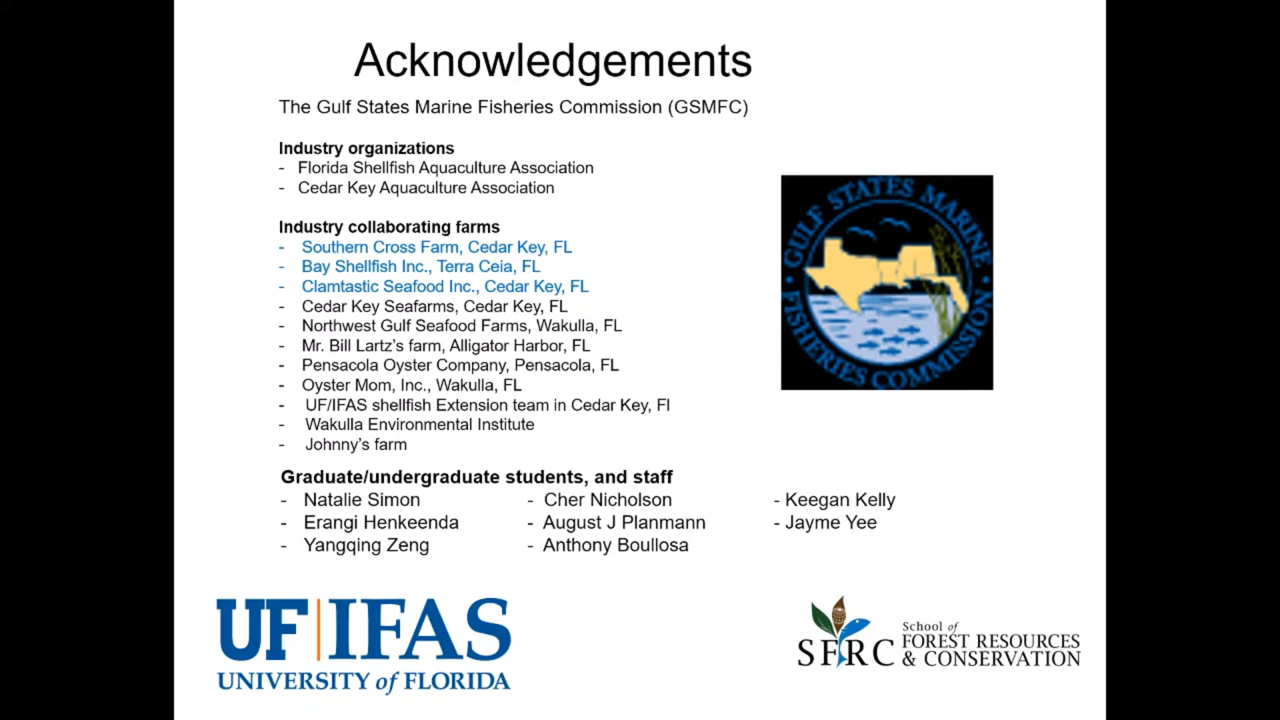 Acknowledgements
The Gulf States Marine Fisheries Commission (GSMFC)
Industry organizations
- Florida Shellfish Aquaculture Association
- Cedar Key Aquaculture Association
Industry collaborating farms
- Southern Cross Farm, Cedar Key, FL
- Bay Shellfish Inc., Terra Ceia, FL
- Clamtastic Seafood Inc., Cedar Key, FL
- Cedar Key Seafarms, Cedar Key, FL
- Northwest Gulf Seafood Farms, Wakulla, FL
- Mr. Bill Lartz's farm, Alligator Harbor, FL
- Pensacola Oyster Company, Pensacola, FL
- Oyster Mom, Inc., Wakulla, FL
- UF/IFAS shellfish Extension team in Cedar Key, Fl
- Wakulla Environmental Institute
- Johnny's farm
GULF STATES MARINE
FISHERIES COMMISSION
Graduate/undergraduate students, and staff
- Natalie Simon
- Erangi Henkeenda
- Yangqing Zeng
- Cher Nicholson
- August J Planmann
- Anthony Boullosa
- Keegan Kelly
- Jayme Yee
UF|IFAS
UNIVERSITY of FLORIDA
SFRC
School of
FOREST RESOURCES
& CONSERVATION